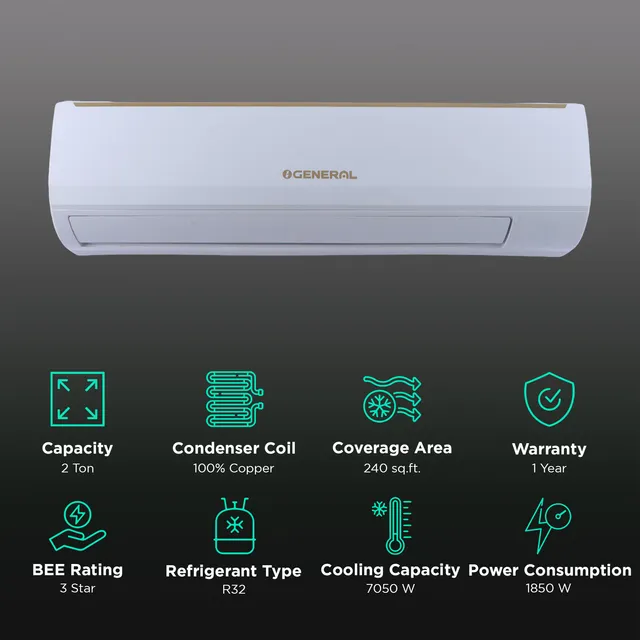 GENERAL
Capacity
2 Ton
Condenser Coil
100% Copper
Coverage Area
240 sq.ft.
Warranty
1 Year
BEE Rating
3 Star
Refrigerant Type
R32
Cooling Capacity
7050 W
Power Consumption
1850 W